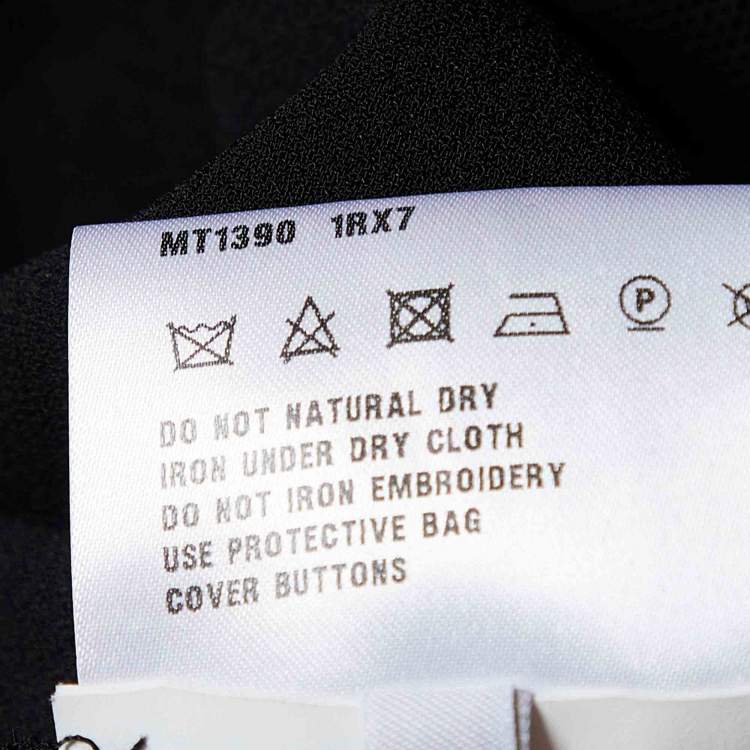 MT1390 1RX7
P
DO NOT NATURAL DRY
IRON UNDER DRY CLOTH
DO NOT IRON EMBROIDERY
USE PROTECTIVE BAG
COVER BUTTONS